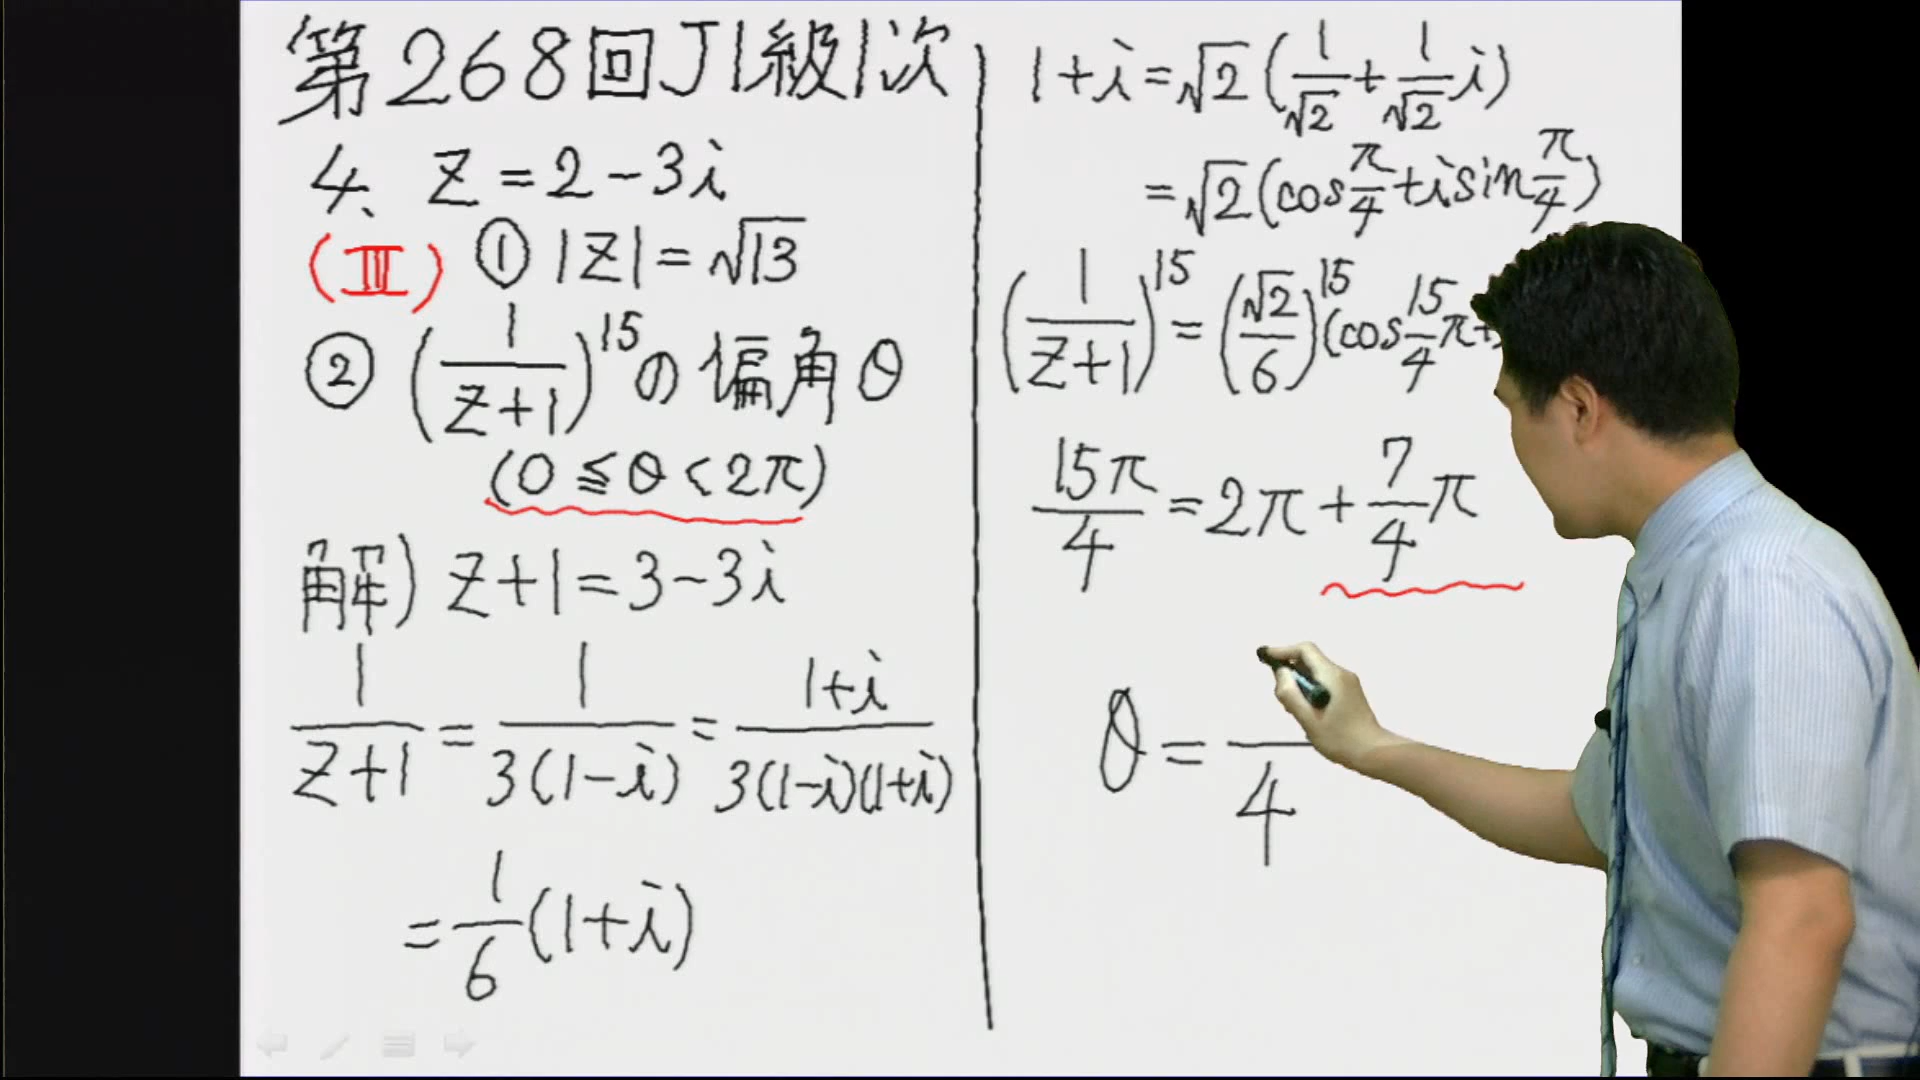 第268回J1級1次
4、 z = 2-3i
(Ⅲ) ① |z| = √13
② (1/(z+1))^15 の偏角θ
(0≦θ<2π)
解) z+1=3-3i
1/(z+1) = 1/(3(1-i)) = (1+i)/(3(1-i)(1+i))
= 1/6 (1+i)
1+i = √2 (1/√2 + 1/√2 i)
= √2 (cos π/4 + i sin π/4)
(1/(z+1))^15 = (√2/6)^15 (cos 15/4 π +
15π/4 = 2π + 7/4 π
θ = /4